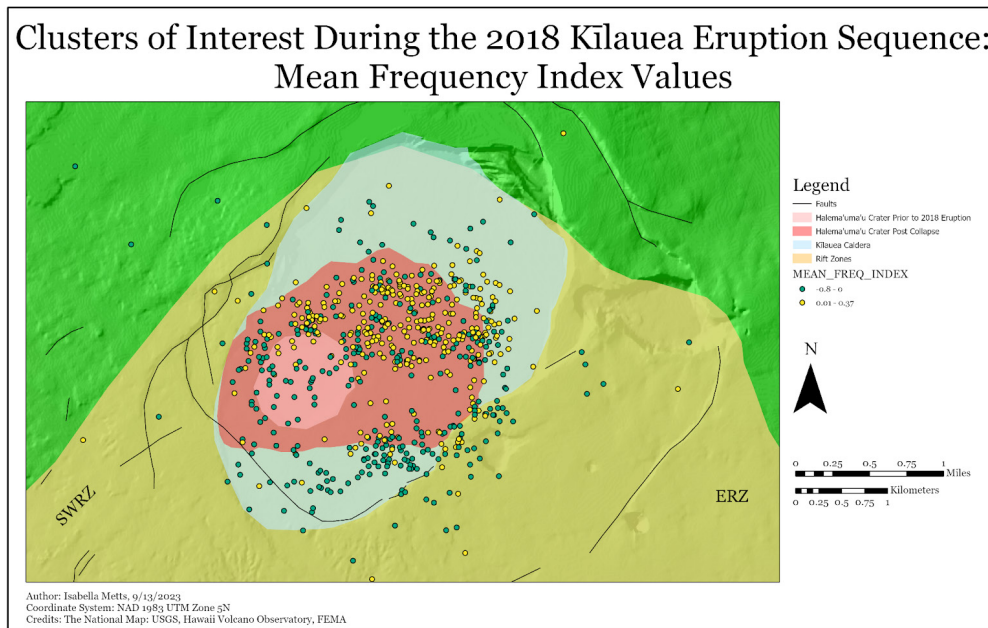 Clusters of Interest During the 2018 Kīlauea Eruption Sequence:
Mean Frequency Index Values
Legend
Faults
Halema'uma'u Crater Prior to 2018 Eruption
Halema'uma'u Crater Post Collapse
Kīlauea Caldera
Rift Zones
MEAN_FREQ_INDEX
-0.8 - 0
0.01 - 0.37
N
0 0.25 0.5 0.75 1
Miles
Kilometers
0 0.25 0.5 0.75 1
SWRZ
ERZ
Author: Isabella Metts, 9/13/2023
Coordinate System: NAD 1983 UTM Zone 5N
Credits: The National Map: USGS, Hawaii Volcano Observatory, FEMA